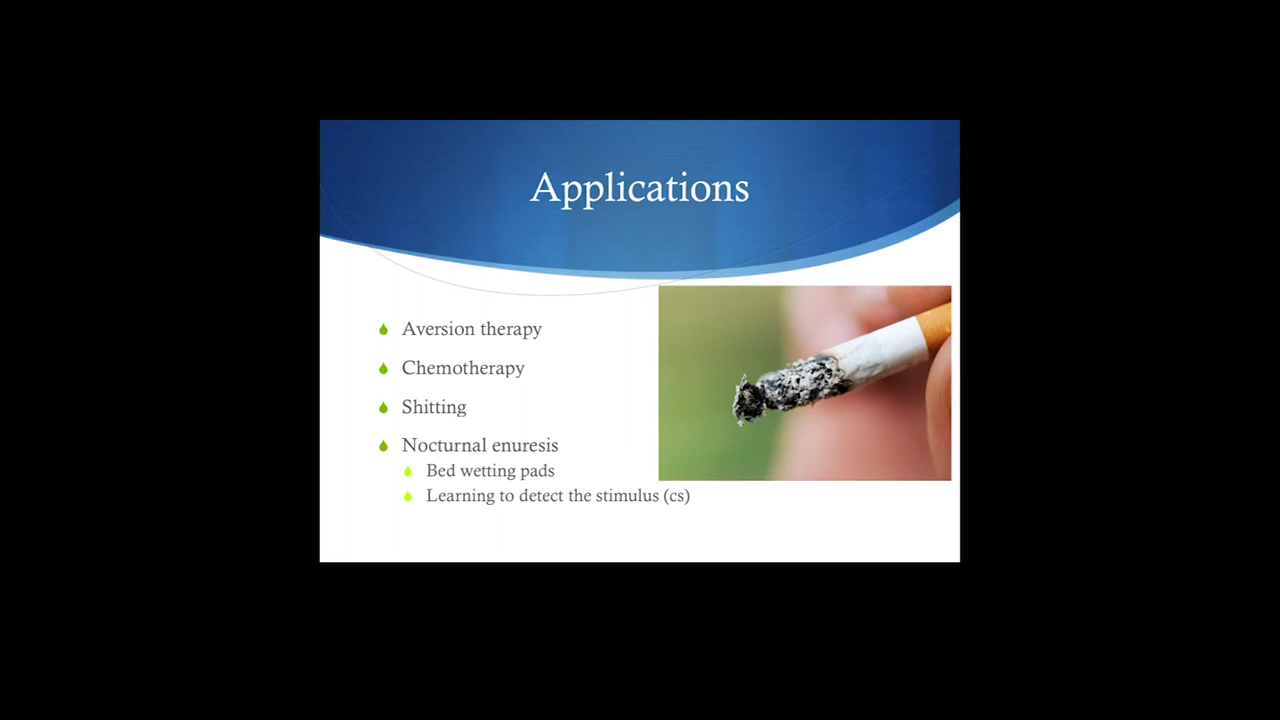 Applications
Aversion therapy
Chemotherapy
Shitting
Nocturnal enuresis
Bed wetting pads
Learning to detect the stimulus (cs)